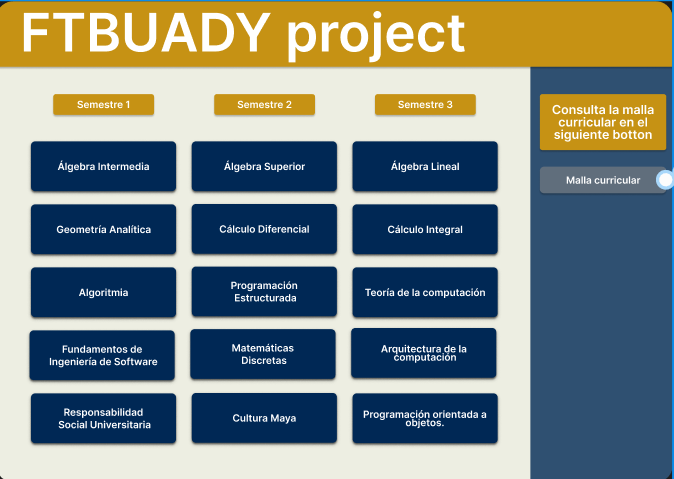 FTBUADY project
Semestre 1
Semestre 2
Semestre 3
Consulta la malla
curricular en el
siguiente botton
Malla curricular
Álgebra Intermedia
Álgebra Superior
Álgebra Lineal
Geometría Analítica
Cálculo Diferencial
Cálculo Integral
Algoritmia
Programación
Estructurada
Teoría de la computación
Fundamentos de
Ingeniería de Software
Matemáticas
Discretas
Arquitectura de la
computación
Responsabilidad
Social Universitaria
Cultura Maya
Programación orientada a
objetos.